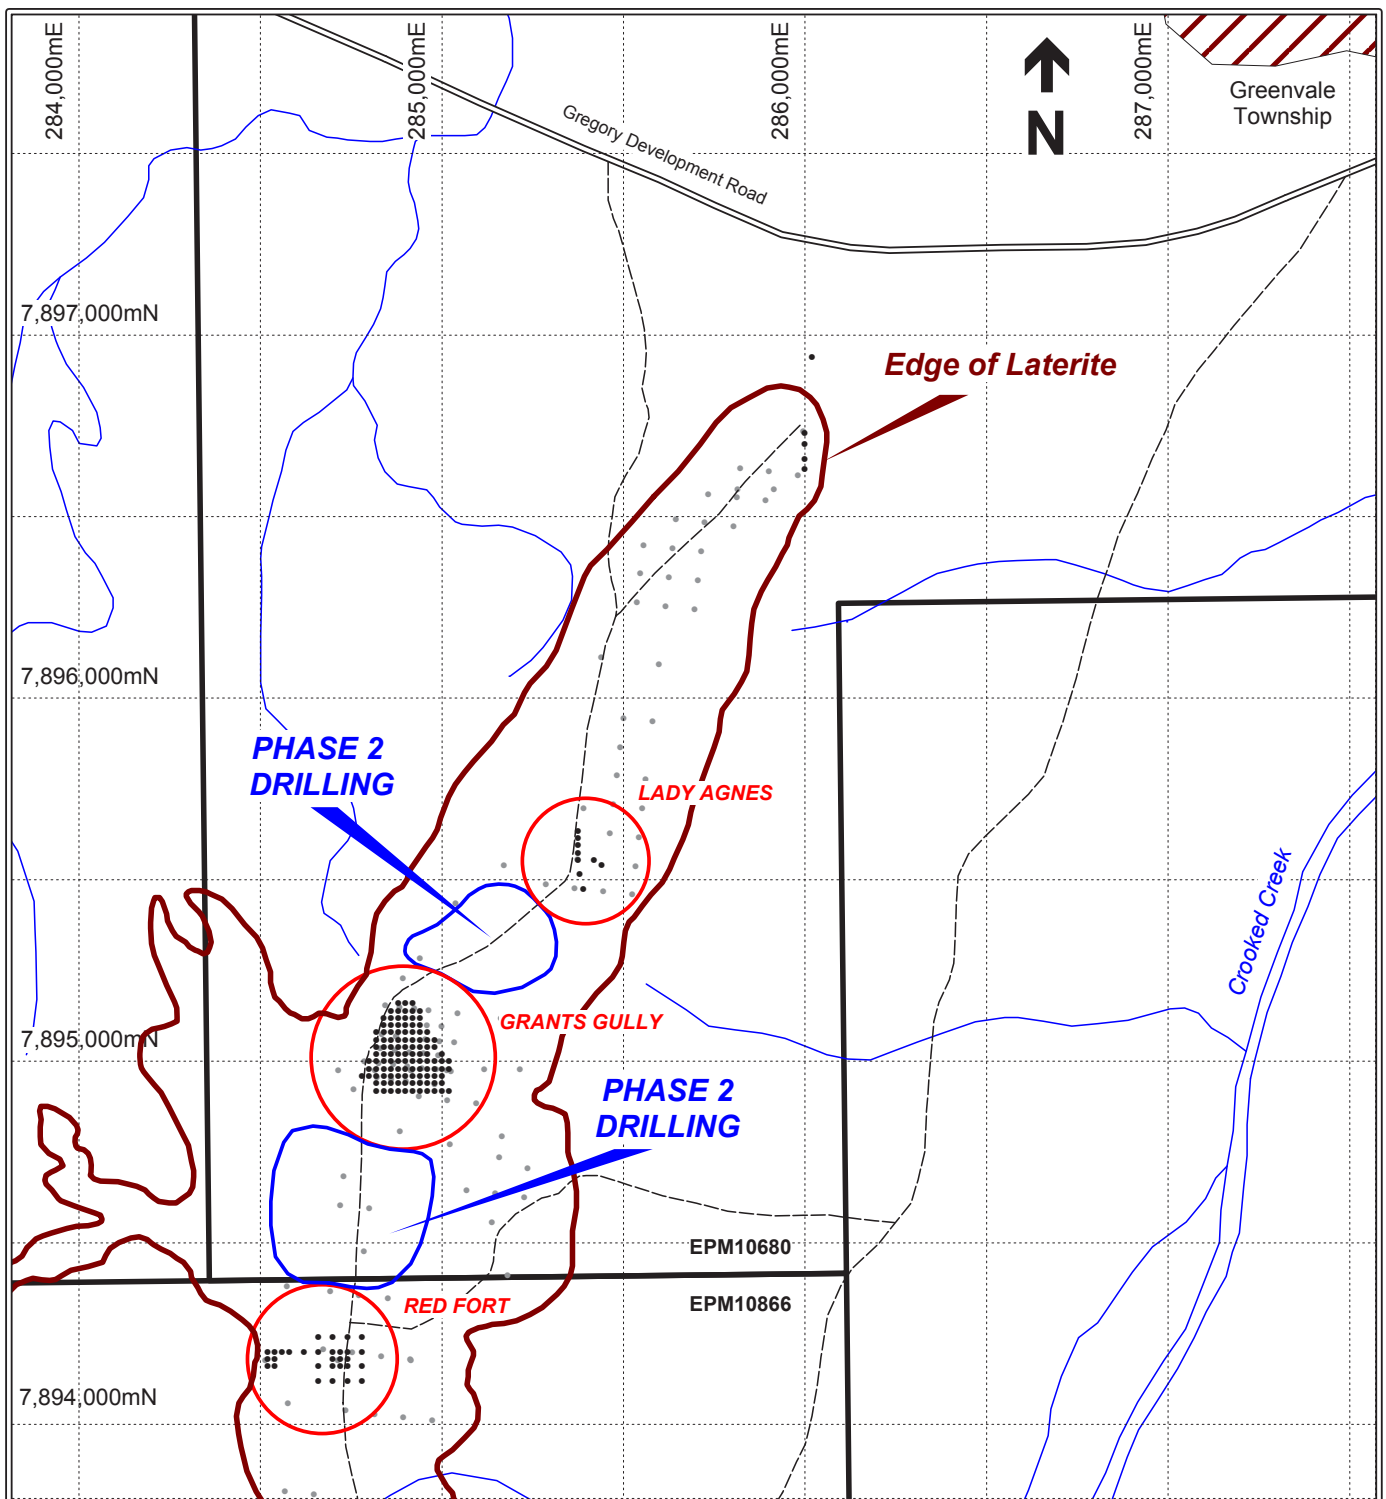 284,000mE
285,000mE
286,000mE
287,000mE
Greenvale
Township
Gregory Development Road
N
7,897,000mN
Edge of Laterite
7,896,000mN
PHASE 2
DRILLING
LADY AGNES
Crooked Creek
GRANTS GULLY
7,895,000mN
PHASE 2
DRILLING
EPM10680
EPM10866
RED FORT
7,894,000mN